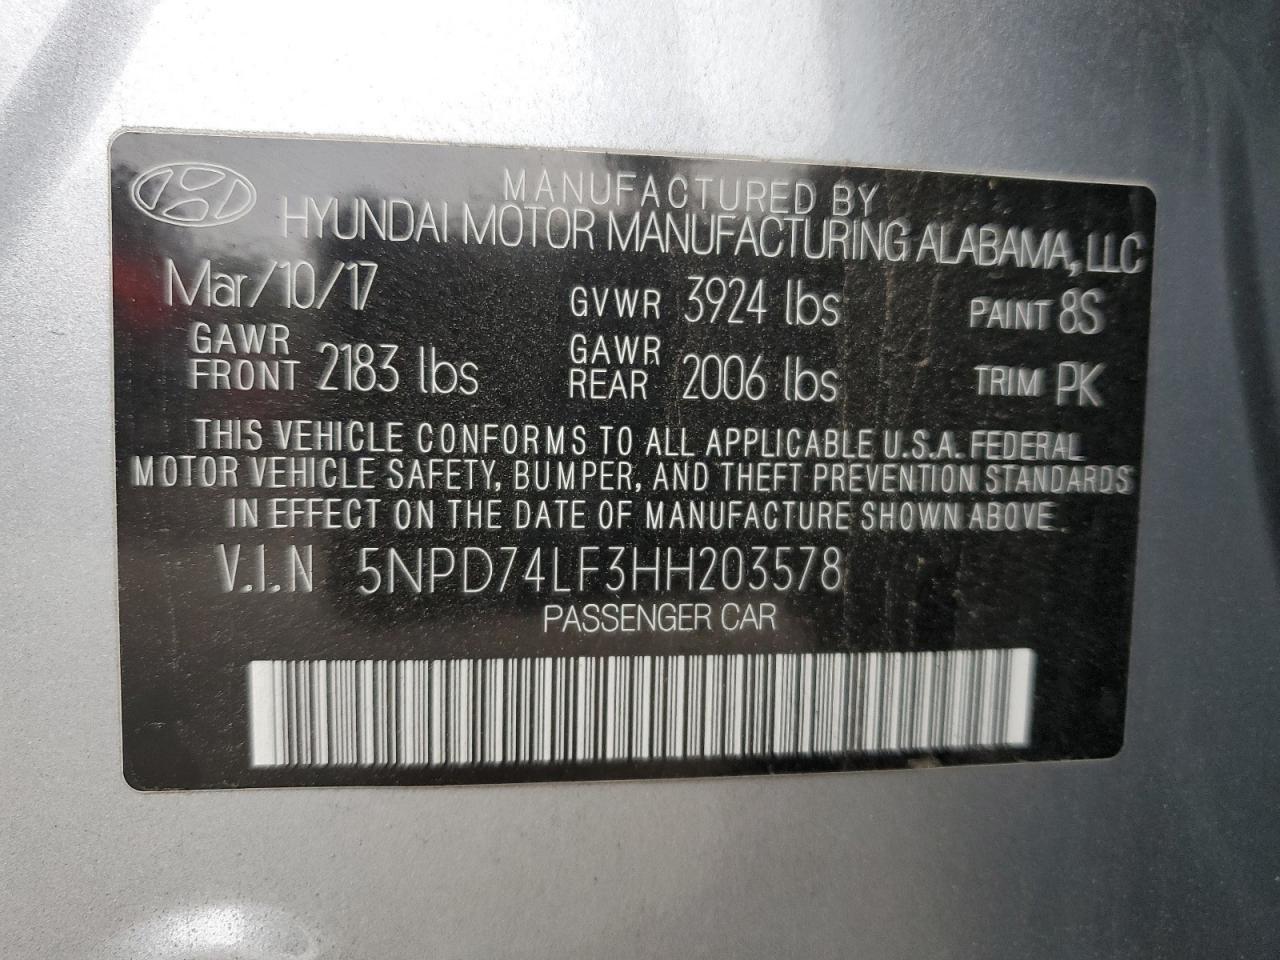 MANUFACTURED BY
HYUNDAI MOTOR MANUFACTURING ALABAMA, LLC
Mar/10/17 GVWR 3924 lbs PAINT 8S
GAWR FRONT 2183 lbs GAWR REAR 2006 lbs TRIM PK
THIS VEHICLE CONFORMS TO ALL APPLICABLE U.S.A. FEDERAL
MOTOR VEHICLE SAFETY, BUMPER, AND THEFT PREVENTION STANDARDS
IN EFFECT ON THE DATE OF MANUFACTURE SHOWN ABOVE
V.I.N 5NPD74LF3HH203578
PASSENGER CAR